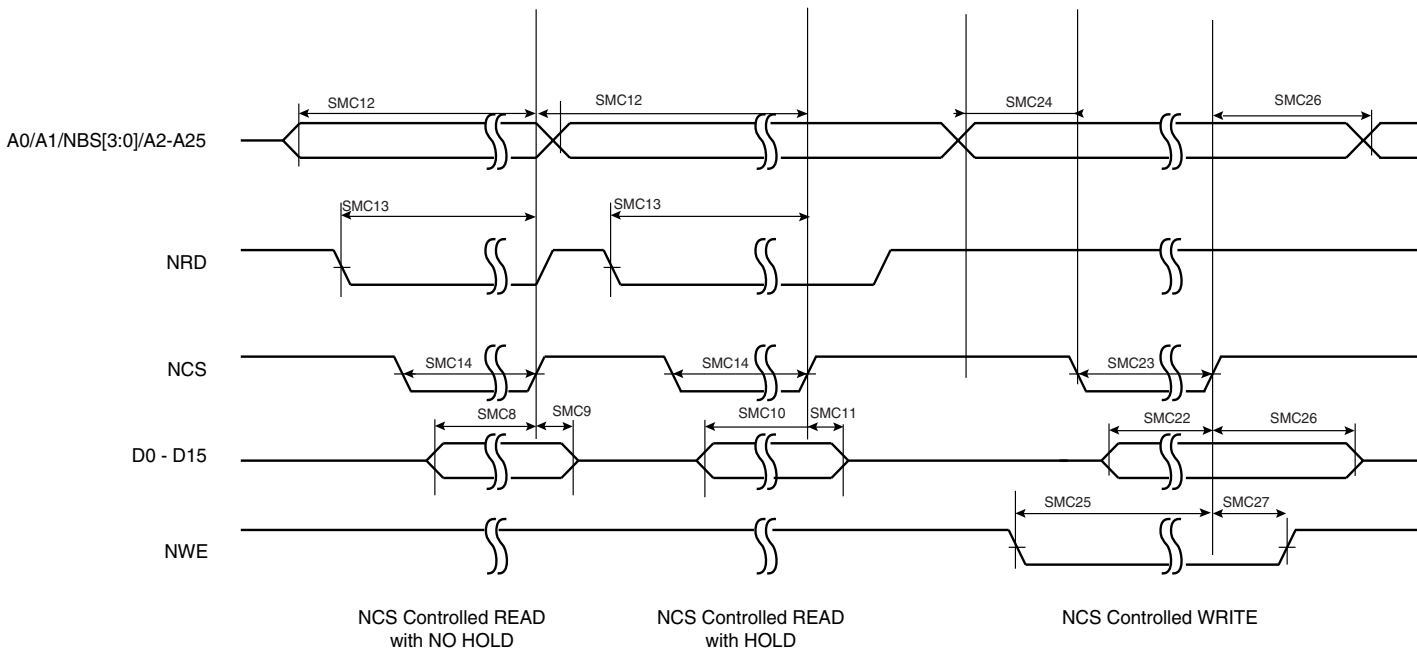 SMC12
SMC12
SMC24
SMC26
A0/A1/NBS[3:0]/A2-A25
SMC13
SMC13
NRD
NCS
SMC14
SMC14
SMC23
SMC8
SMC9
SMC10
SMC11
SMC22
SMC26
D0 - D15
SMC25
SMC27
NWE
NCS Controlled READ
with NO HOLD
NCS Controlled READ
with HOLD
NCS Controlled WRITE